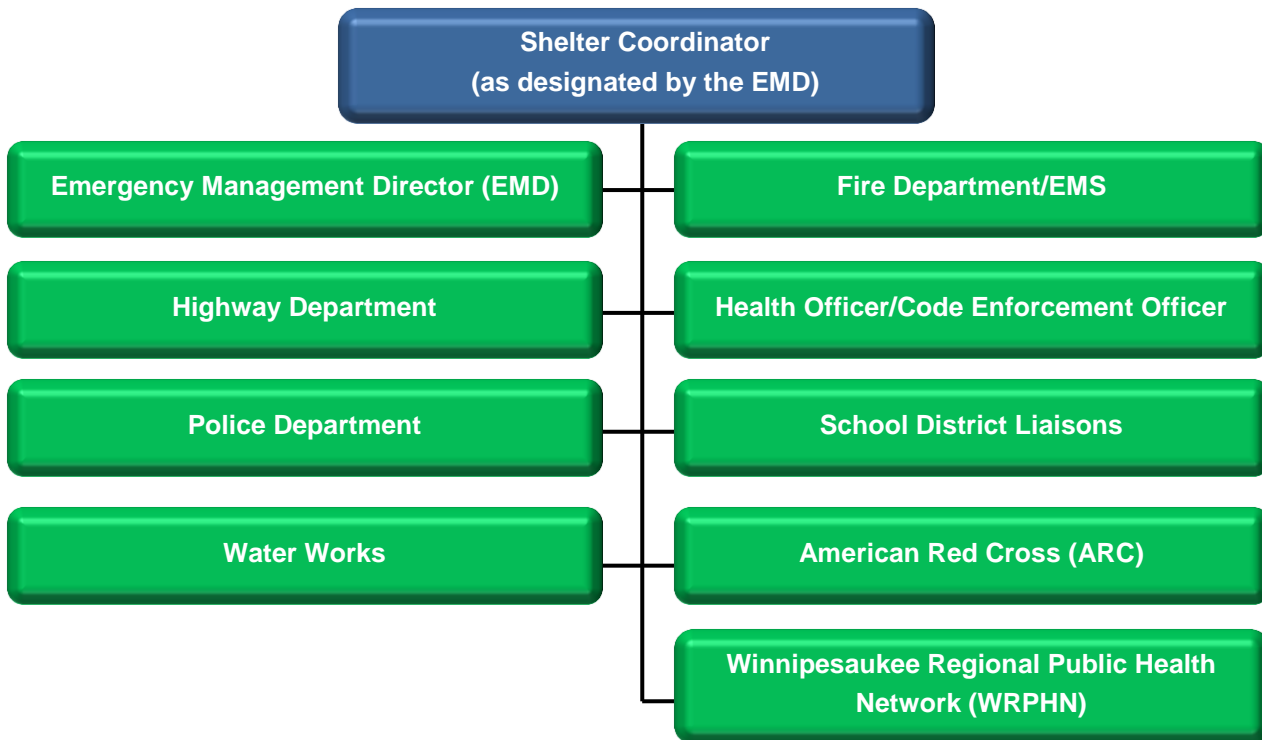 Shelter Coordinator
(as designated by the EMD)
Emergency Management Director (EMD)
Fire Department/EMS
Highway Department
Health Officer/Code Enforcement Officer
Police Department
School District Liaisons
Water Works
American Red Cross (ARC)
Winnipesaukee Regional Public Health
Network (WRPHN)